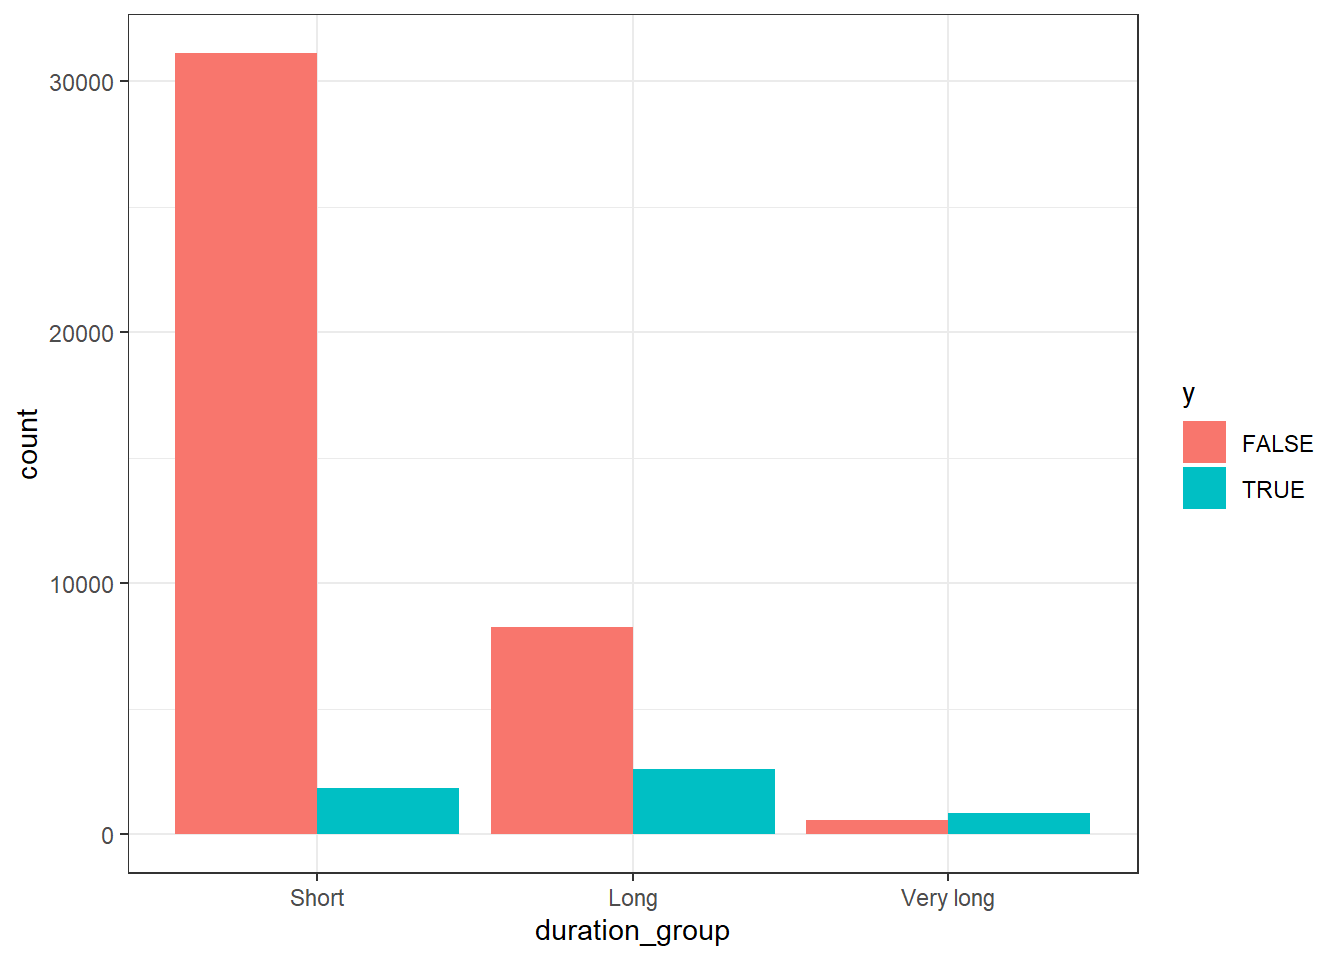 30000
20000
10000
0
count
Short
Long
Very long
duration_group
y
FALSE
TRUE